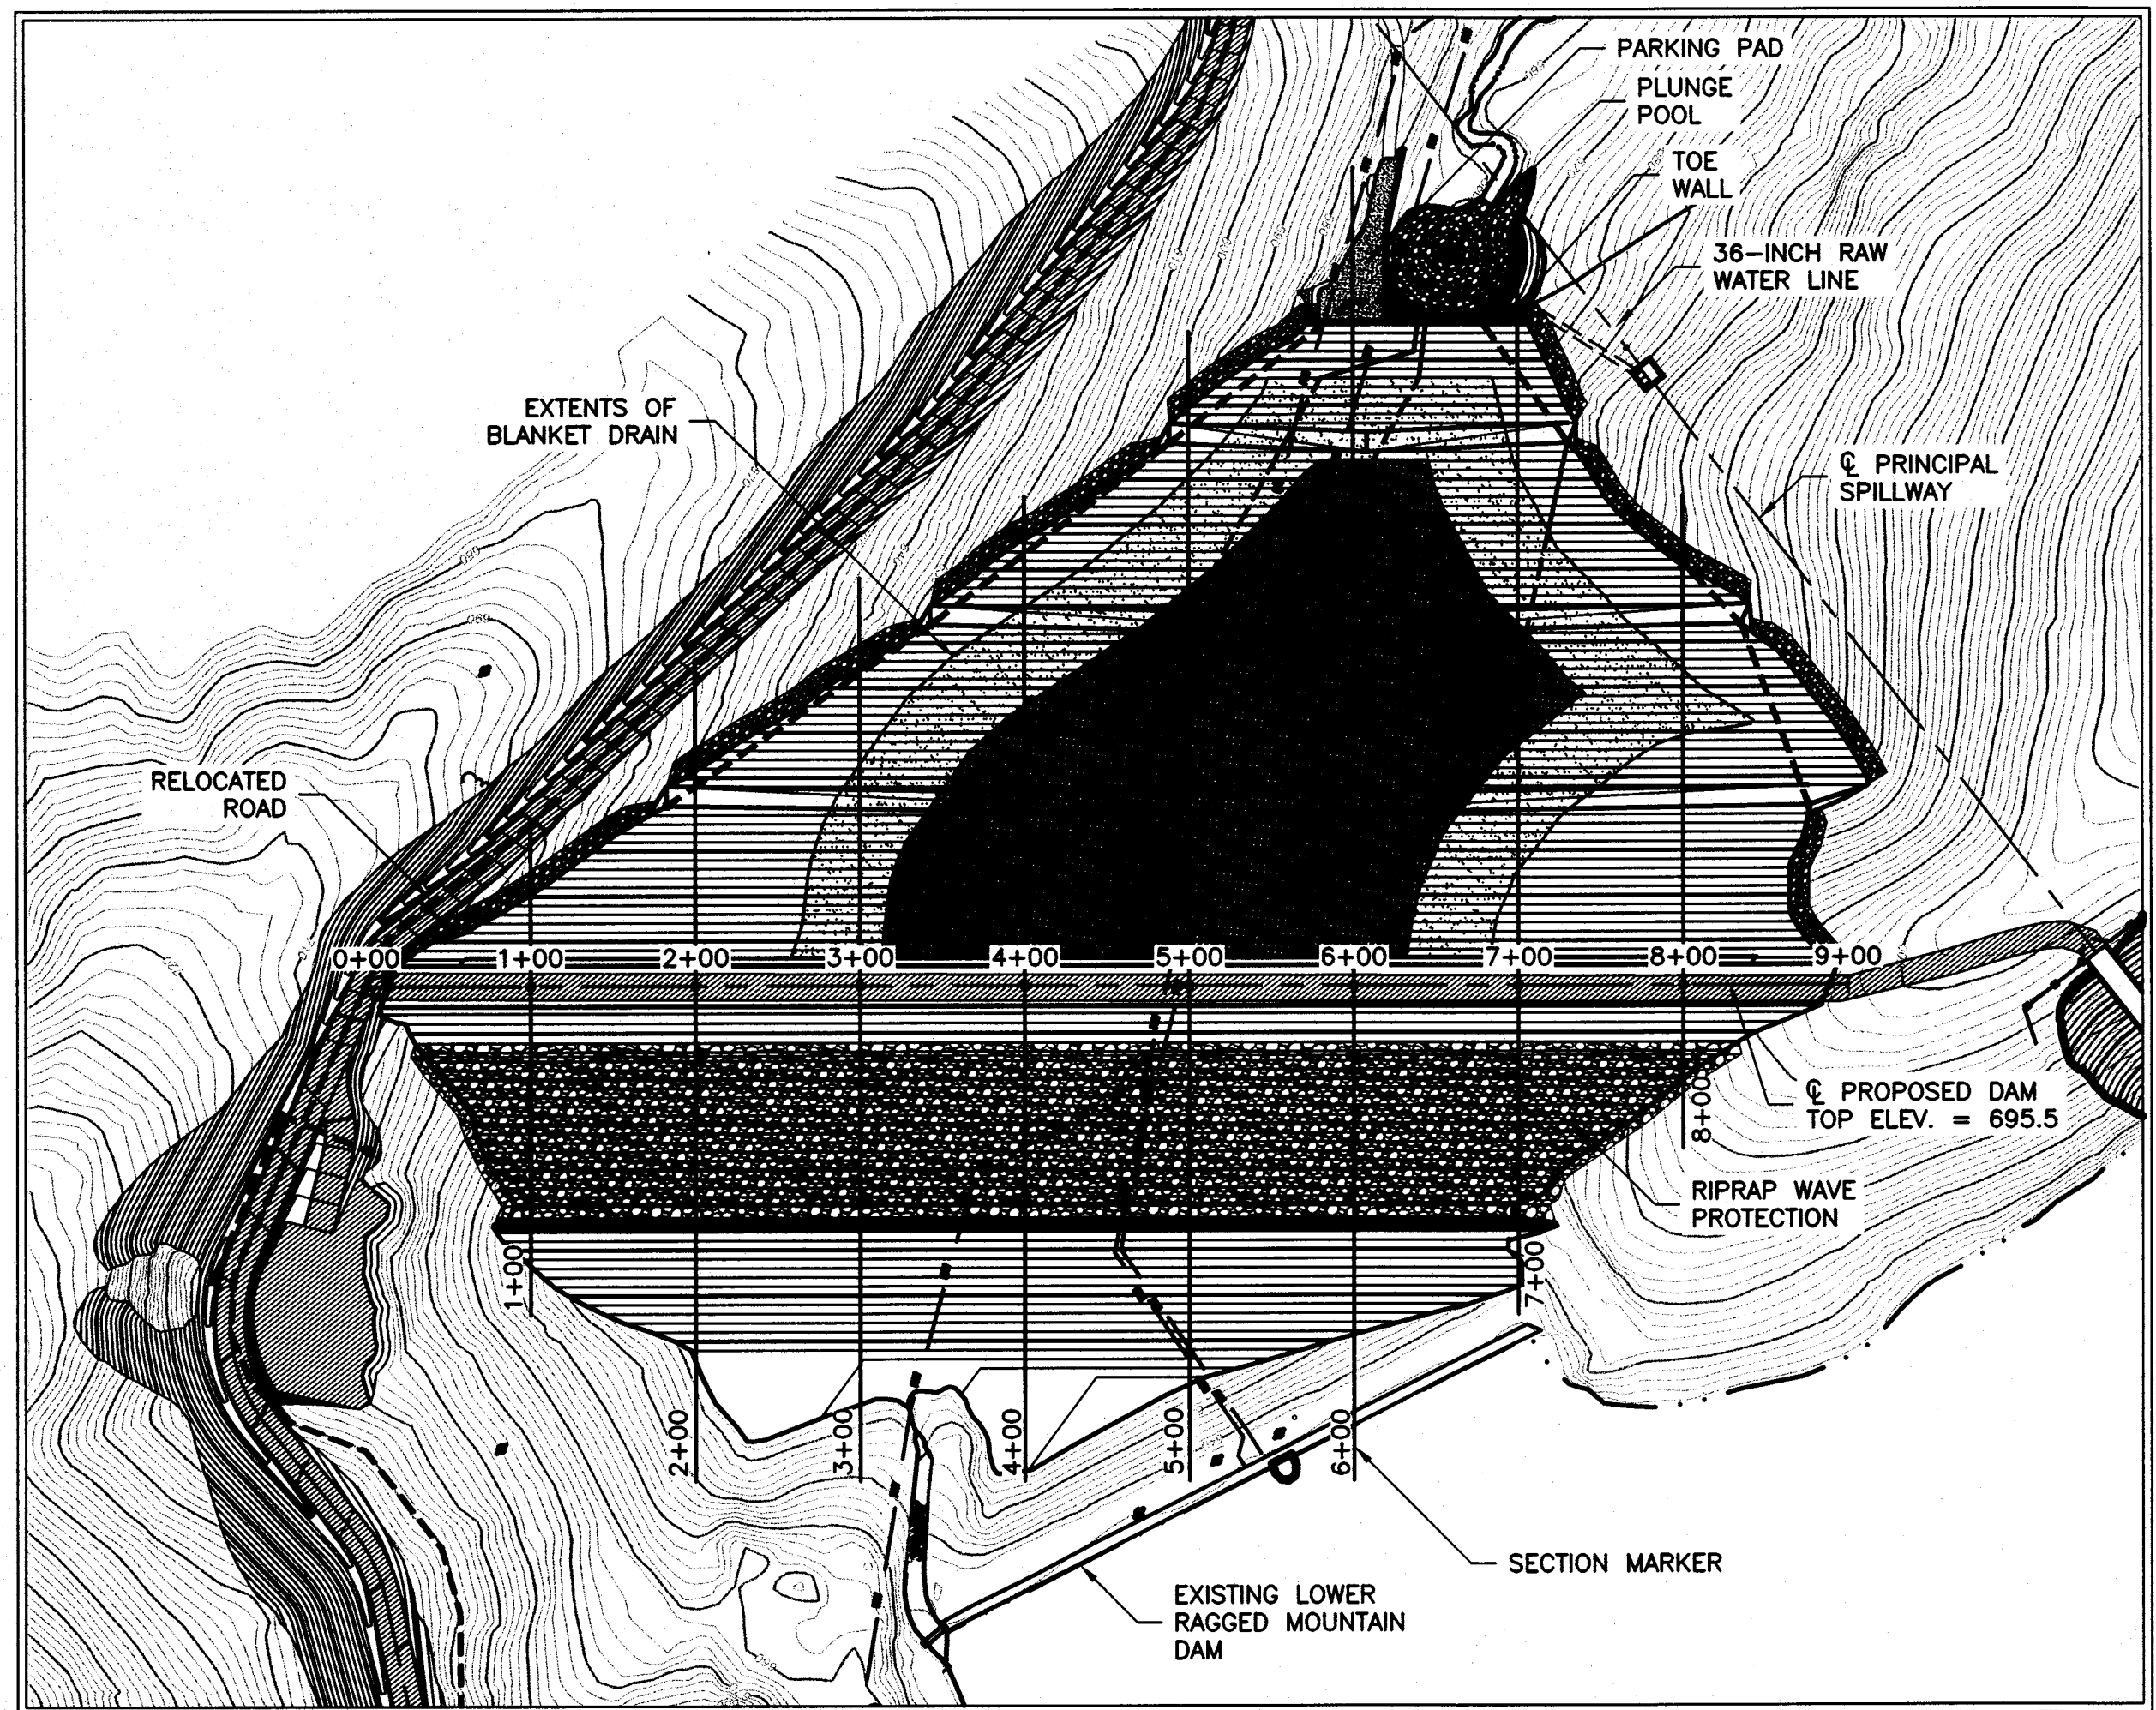 PARKING PAD
PLUNGE
POOL
TOE
WALL
36-INCH RAW
WATER LINE
EXTENTS OF
BLANKET DRAIN
℄ PRINCIPAL
SPILLWAY
RELOCATED
ROAD
0+00 1+00 2+00 3+00 4+00 5+00 6+00 7+00 8+00 9+00
8+00
℄ PROPOSED DAM
TOP ELEV. = 695.5
RIPRAP WAVE
PROTECTION
1+00
7+00
2+00
3+00
4+00
5+00
6+00
SECTION MARKER
EXISTING LOWER
RAGGED MOUNTAIN
DAM